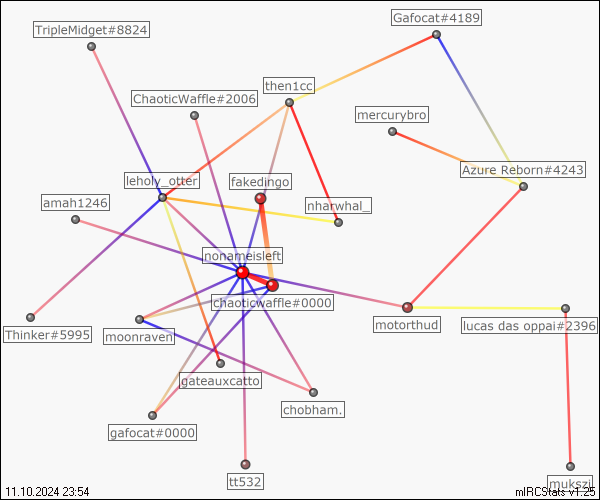 Gafocat#4189
TripleMidget#8824
then1cc
ChaoticWaffle#2006
mercurybro
Azure Reborn#4243
leholy_otter
fakedingo
amah1246
nharwhal_
nonameisleft
chaoticwaffle#0000
motorthud
lucas das oppai#2396
Thinker#5995
moonraven
gateauxcatto
chobham.
gafocat#0000
tt532
mukszi
11.10.2024 23:54
mIRCStats v1.25